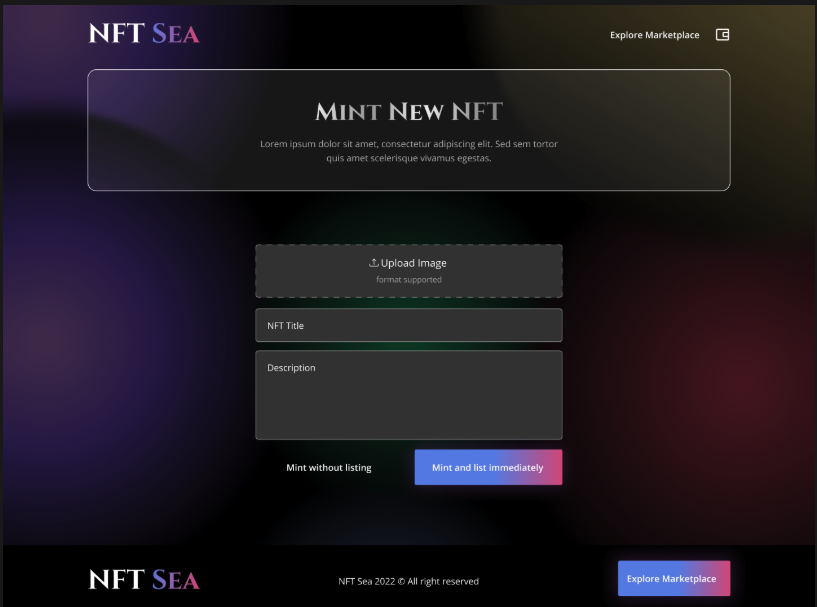 NFT Sea
Explore Marketplace
Mint New NFT
Lorem ipsum dolor sit amet, consectetur adipiscing elit. Sed sem tortor
quis amet scelerisque vivamus egestas.
Upload Image
format supported
NFT Title
Description
Mint without listing
Mint and list immediately
NFT Sea
NFT Sea 2022 © All right reserved
Explore Marketplace